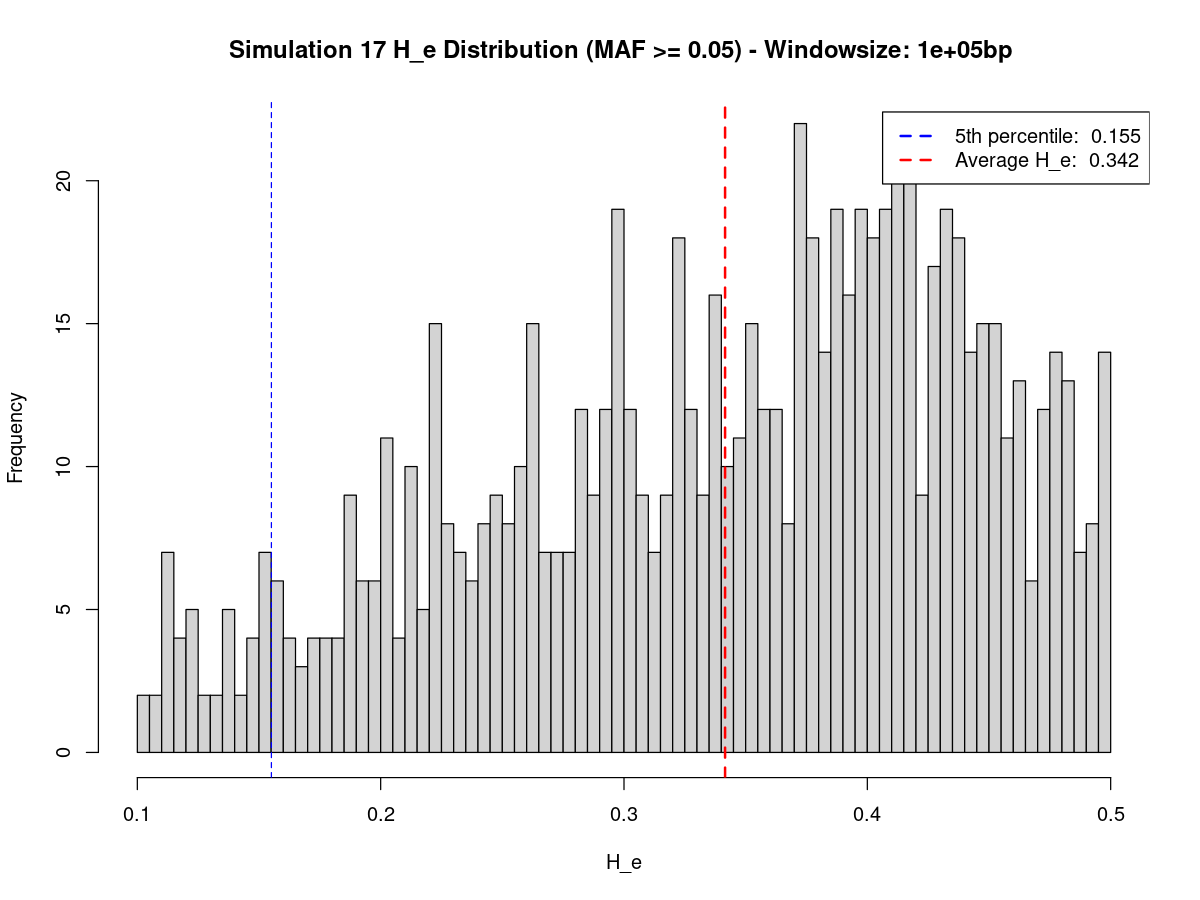 Simulation 17 H_e Distribution (MAF >= 0.05) - Windowsize: 1e+05bp
5th percentile:  0.155
Average H_e:  0.342
Frequency
20
15
10
5
0
0.1 0.2 0.3 0.4 0.5
H_e